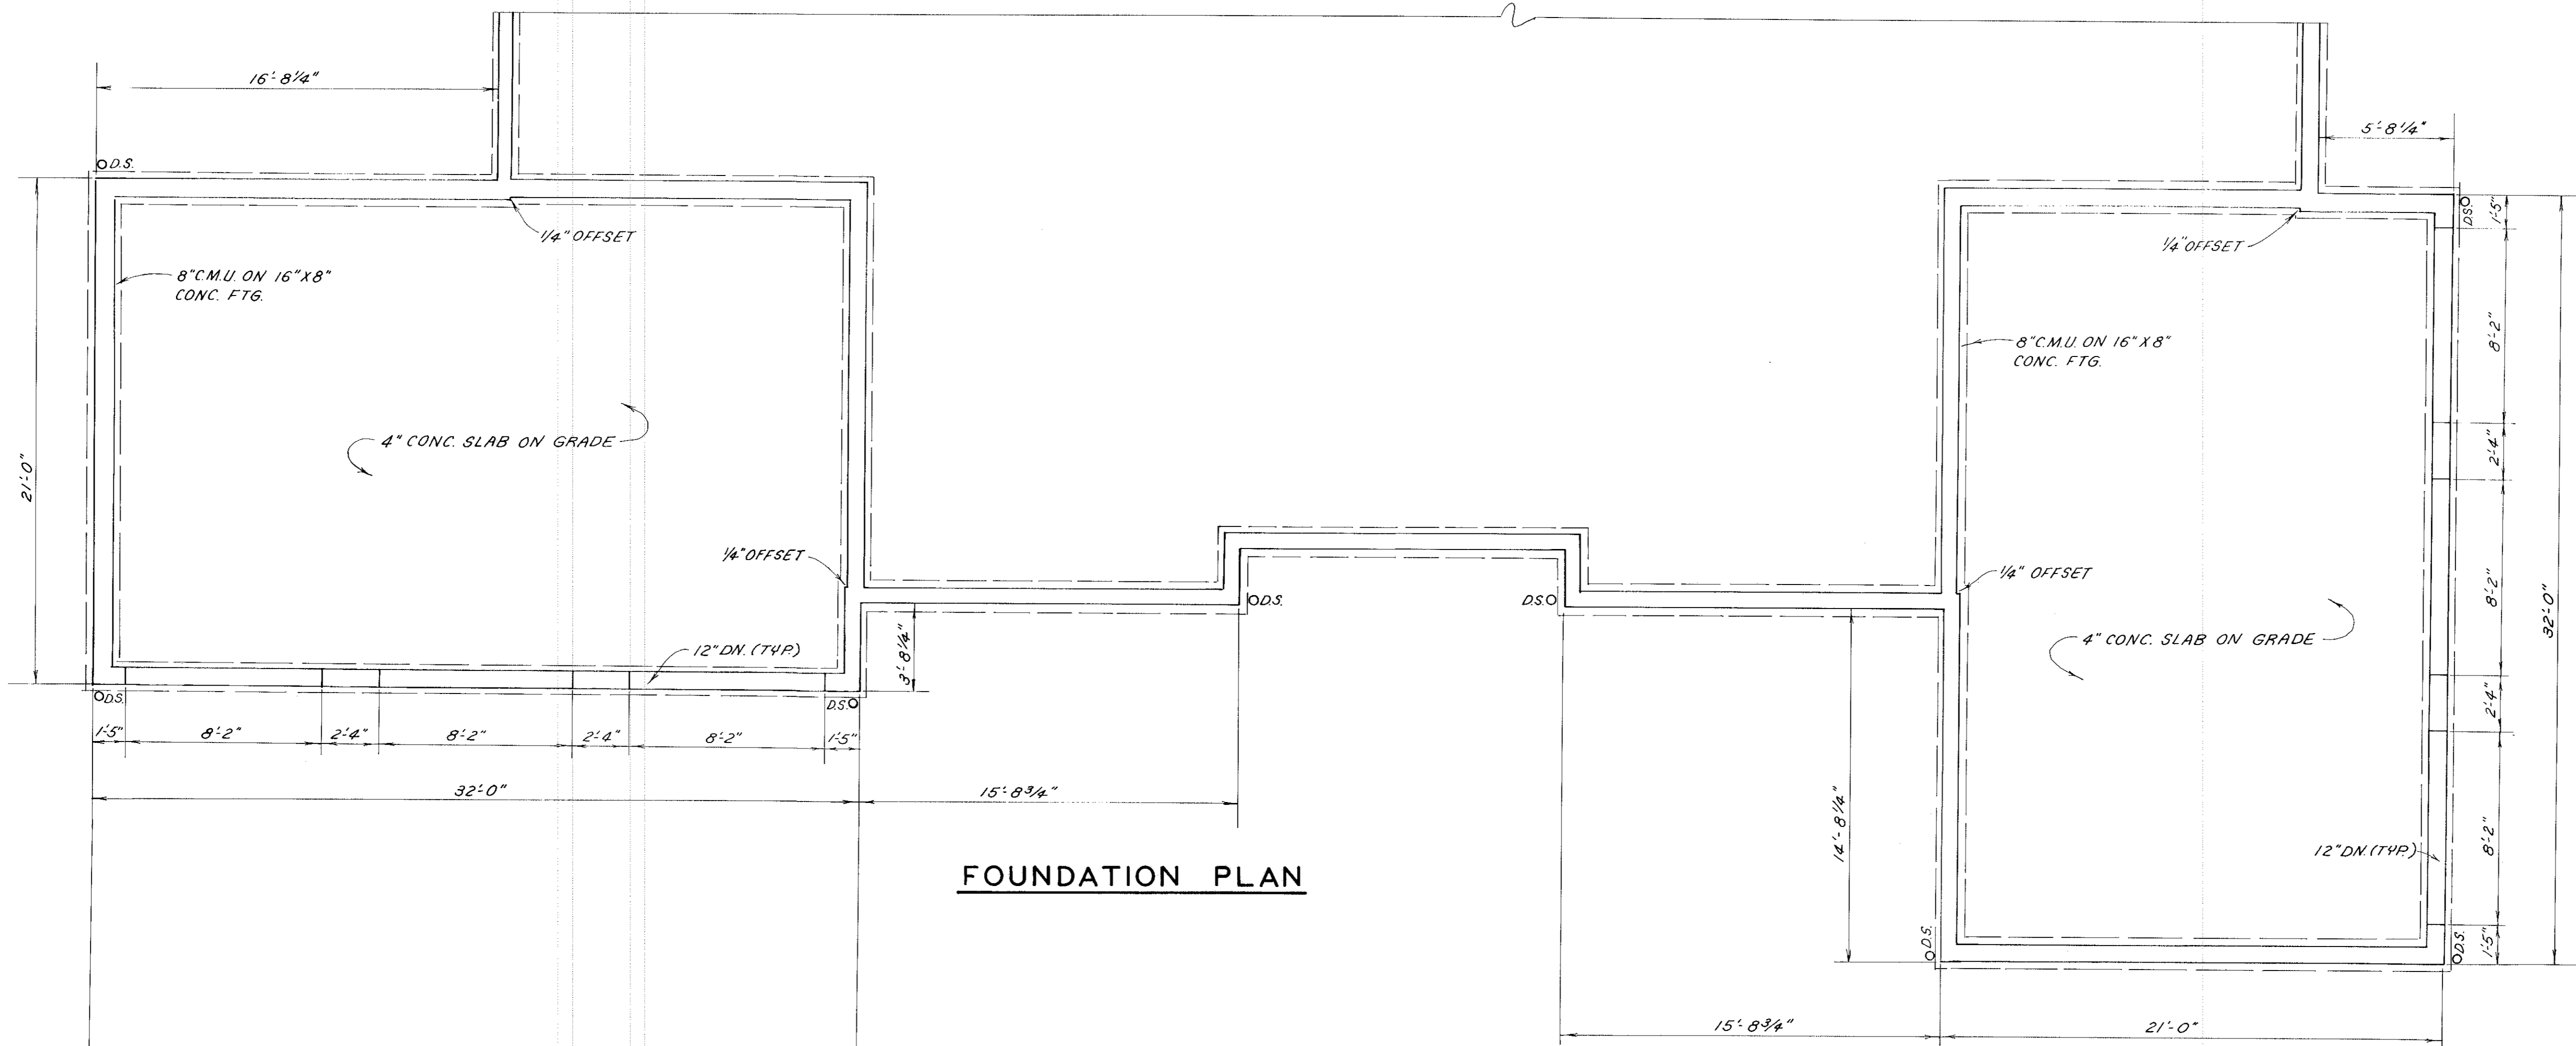 16'-8 1/4"
5'-8 1/4"
D.S.
D.S.
1'-5"
1/4" OFFSET
1/4" OFFSET
8" C.M.U. ON 16" X 8"
CONC. FTG.
8'-2"
8" C.M.U. ON 16" X 8"
CONC. FTG.
4" CONC. SLAB ON GRADE
2'-4"
21'-0"
1/4" OFFSET
1/4" OFFSET
8'-2"
D.S.
D.S.
32'-0"
4" CONC. SLAB ON GRADE
12" DN. (TYP.)
3'-8 1/4"
D.S.
D.S.
2'-4"
1'-5"
8'-2"
2'-4"
8'-2"
2'-4"
8'-2"
1'-5"
32'-0"
15'-8 3/4"
14'-8 1/4"
8'-2"
12" DN. (TYP.)
FOUNDATION PLAN
D.S.
D.S.
1'-5"
15'-8 3/4"
21'-0"